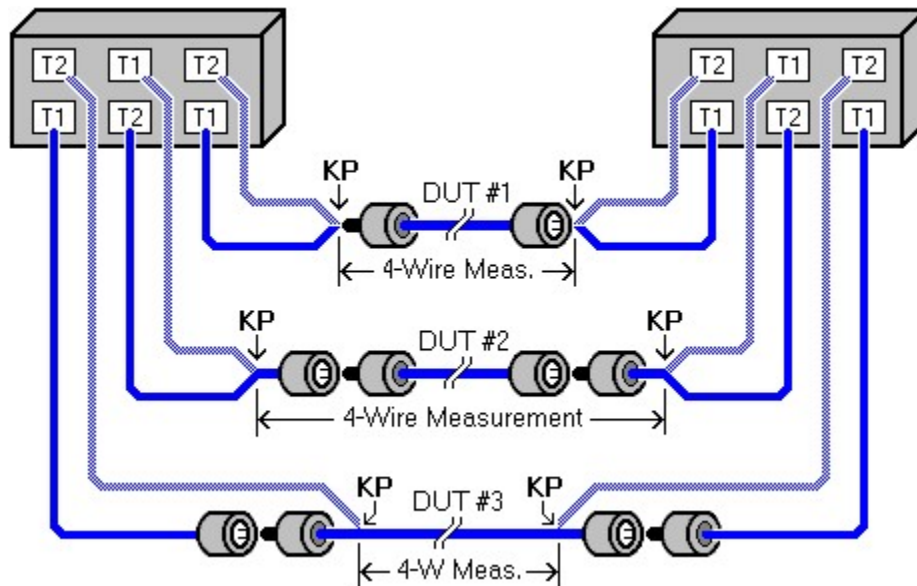 T2 T1 T2 T2 T1 T2
T1 T2 T1 T1 T2 T1
KP DUT #1 KP
4-Wire Meas.
KP DUT #2 KP
4-Wire Measurement
KP DUT #3 KP
4-W Meas.